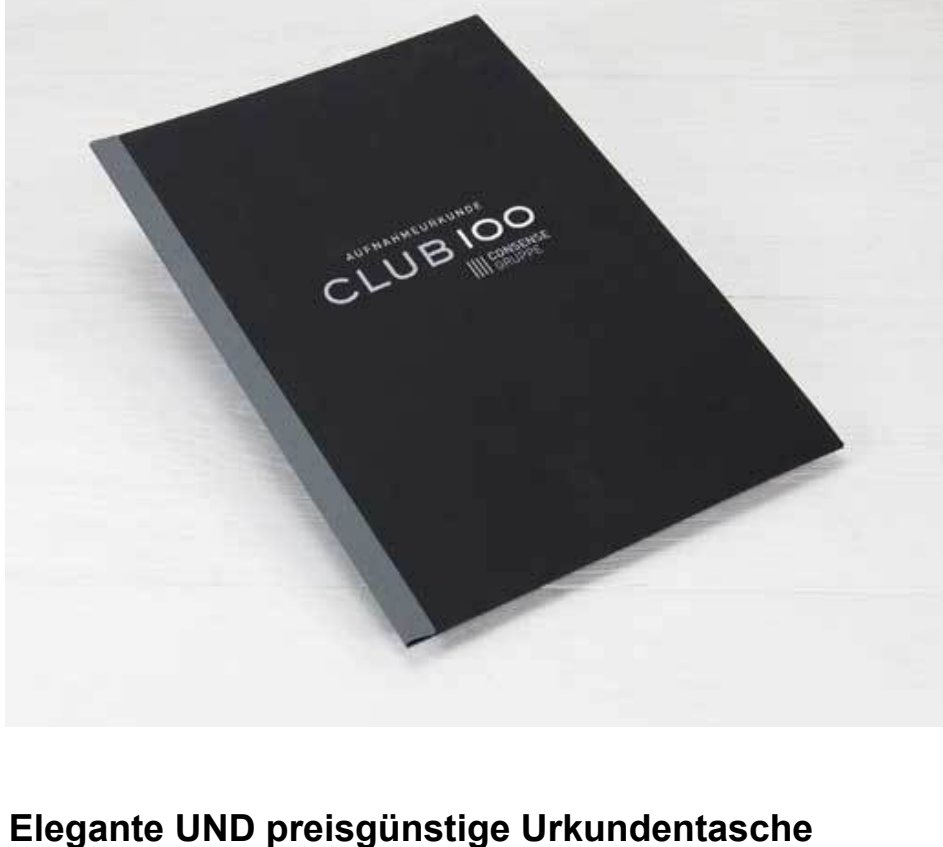 AUFNAHMEURKUNDE
CLUB 100
CONSENSE
GRUPPE
Elegante UND preisgünstige Urkundentasche